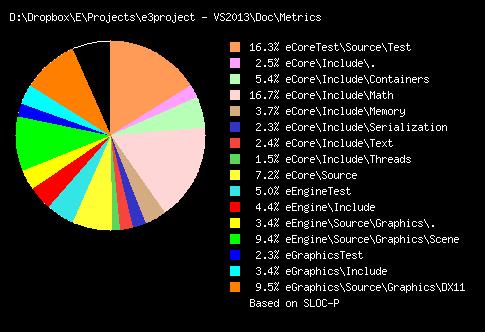 D:\Dropbox\E\Projects\e3project - VS2013\Doc\Metrics
16.3% eCoreTest\Source\Test
2.5% eCore\Include\.
5.4% eCore\Include\Containers
16.7% eCore\Include\Math
3.7% eCore\Include\Memory
2.3% eCore\Include\Serialization
2.4% eCore\Include\Text
1.5% eCore\Include\Threads
7.2% eCore\Source
5.0% eEngineTest
4.4% eEngine\Include
3.4% eEngine\Source\Graphics\.
9.4% eEngine\Source\Graphics\Scene
2.3% eGraphicsTest
3.4% eGraphics\Include
9.5% eGraphics\Source\Graphics\DX11
Based on SLOC-P